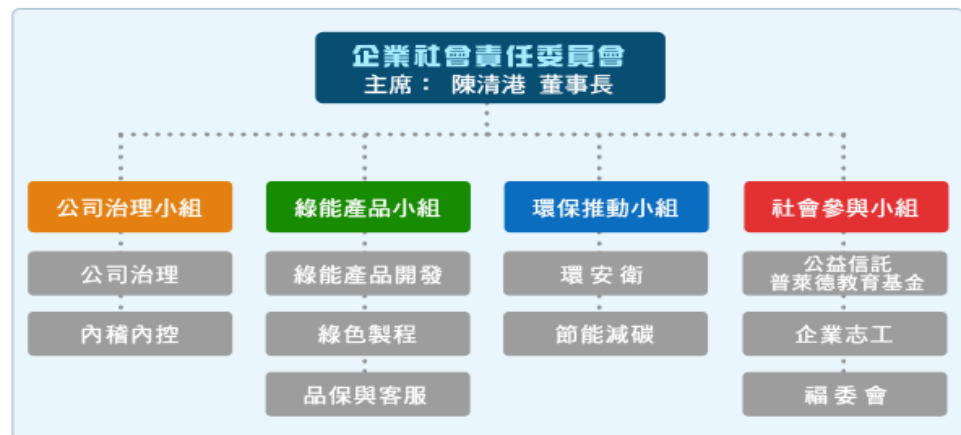 企業社會責任委員會
主席： 陳清港 董事長
公司治理小組
綠能產品小組
環保推動小組
社會參與小組
公司治理
綠能產品開發
環安衛
公益信託
普萊德教育基金
內稽內控
綠色製程
節能減碳
企業志工
品保與客服
福委會